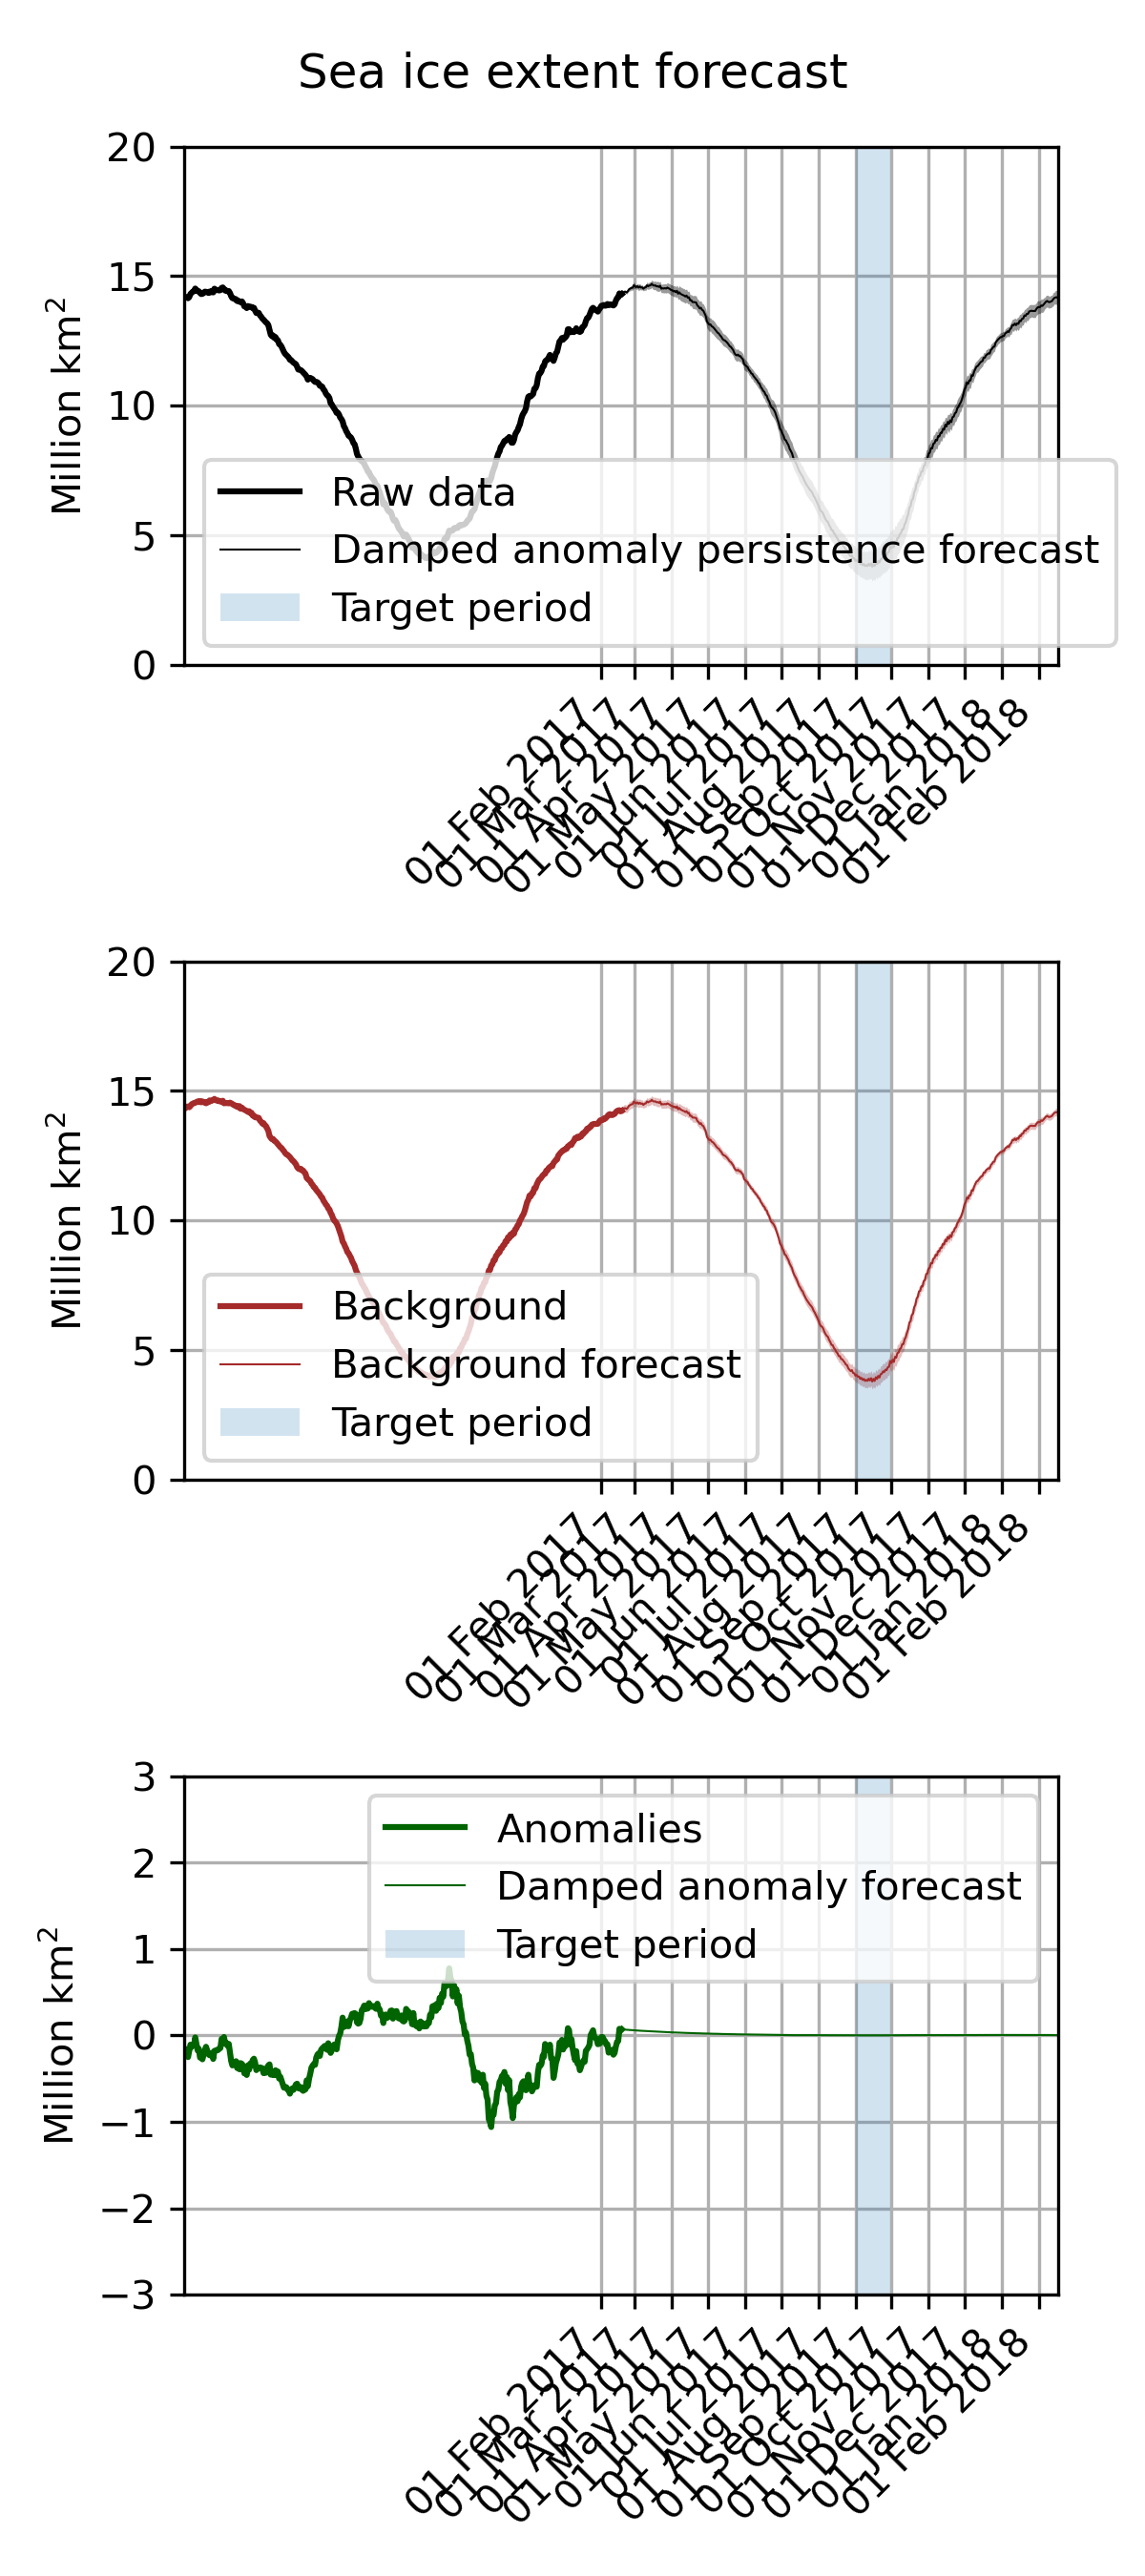 Sea ice extent forecast
20
15
10
5
0
Million km²
Raw data
Damped anomaly persistence forecast
Target period
01 Feb 2017
01 Mar 2017
01 Apr 2017
01 May 2017
01 Jun 2017
01 Jul 2017
01 Aug 2017
01 Sep 2017
01 Oct 2017
01 Nov 2017
01 Dec 2017
01 Jan 2018
01 Feb 2018
20
15
10
5
0
Million km²
Background
Background forecast
Target period
01 Feb 2017
01 Mar 2017
01 Apr 2017
01 May 2017
01 Jun 2017
01 Jul 2017
01 Aug 2017
01 Sep 2017
01 Oct 2017
01 Nov 2017
01 Dec 2017
01 Jan 2018
01 Feb 2018
3
2
1
0
−1
−2
−3
Million km²
Anomalies
Damped anomaly forecast
Target period
01 Feb 2017
01 Mar 2017
01 Apr 2017
01 May 2017
01 Jun 2017
01 Jul 2017
01 Aug 2017
01 Sep 2017
01 Oct 2017
01 Nov 2017
01 Dec 2017
01 Jan 2018
01 Feb 2018